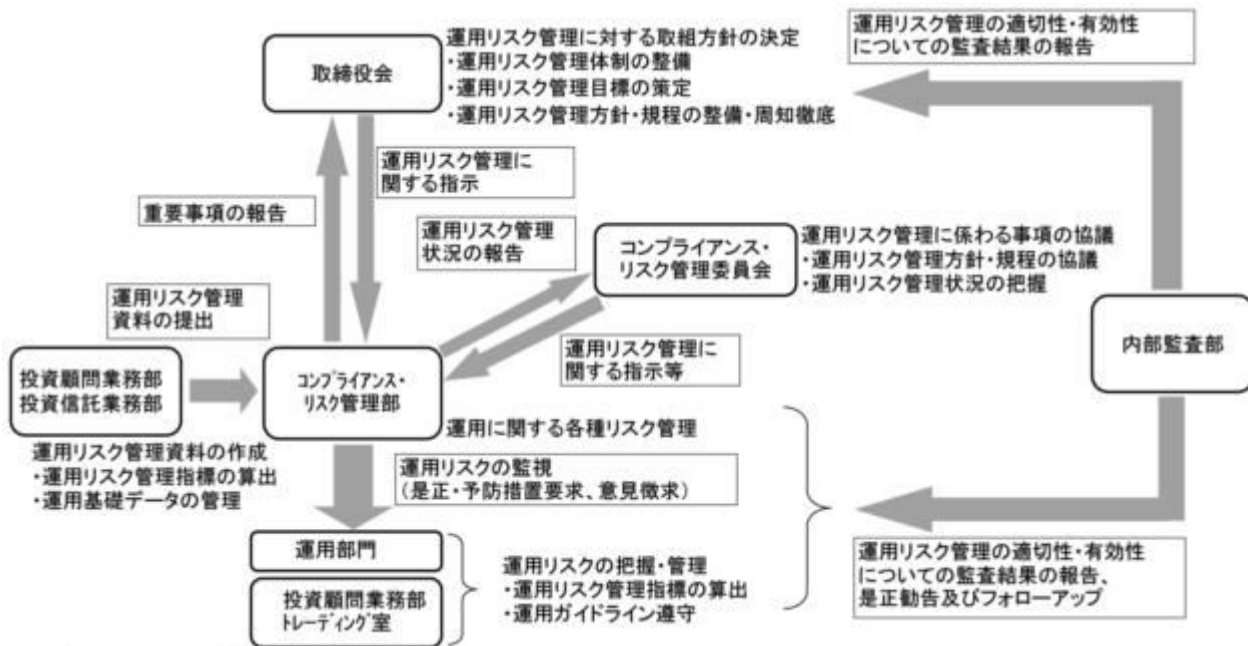 取締役会
運用リスク管理に対する取組方針の決定
・運用リスク管理体制の整備
・運用リスク管理目標の策定
・運用リスク管理方針・規程の整備・周知徹底
運用リスク管理の適切性・有効性
についての監査結果の報告
運用リスク管理に
関する指示
重要事項の報告
運用リスク管理
状況の報告
コンプライアンス・
リスク管理委員会
運用リスク管理に係わる事項の協議
・運用リスク管理方針・規程の協議
・運用リスク管理状況の把握
運用リスク管理
資料の提出
運用リスク管理に
関する指示等
内部監査部
投資顧問業務部
投資信託業務部
コンプライアンス・
リスク管理部
運用リスク管理資料の作成
・運用リスク管理指標の算出
・運用基礎データの管理
運用に関する各種リスク管理
運用リスクの監視
(是正・予防措置要求、意見徴求)
運用部門
投資顧問業務部
トレーディング室
運用リスクの把握・管理
・運用リスク管理指標の算出
・運用ガイドライン遵守
運用リスク管理の適切性・有効性
についての監査結果の報告、
是正勧告及びフォローアップ